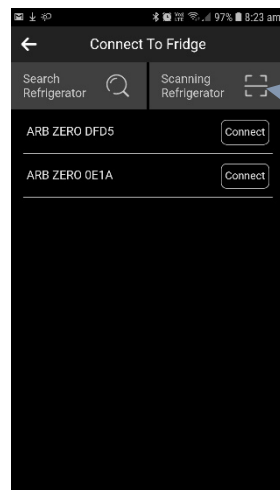 97% 8:23 am
Connect To Fridge
Search
Refrigerator
Scanning
Refrigerator
ARB ZERO DFD5
Connect
ARB ZERO 0E1A
Connect